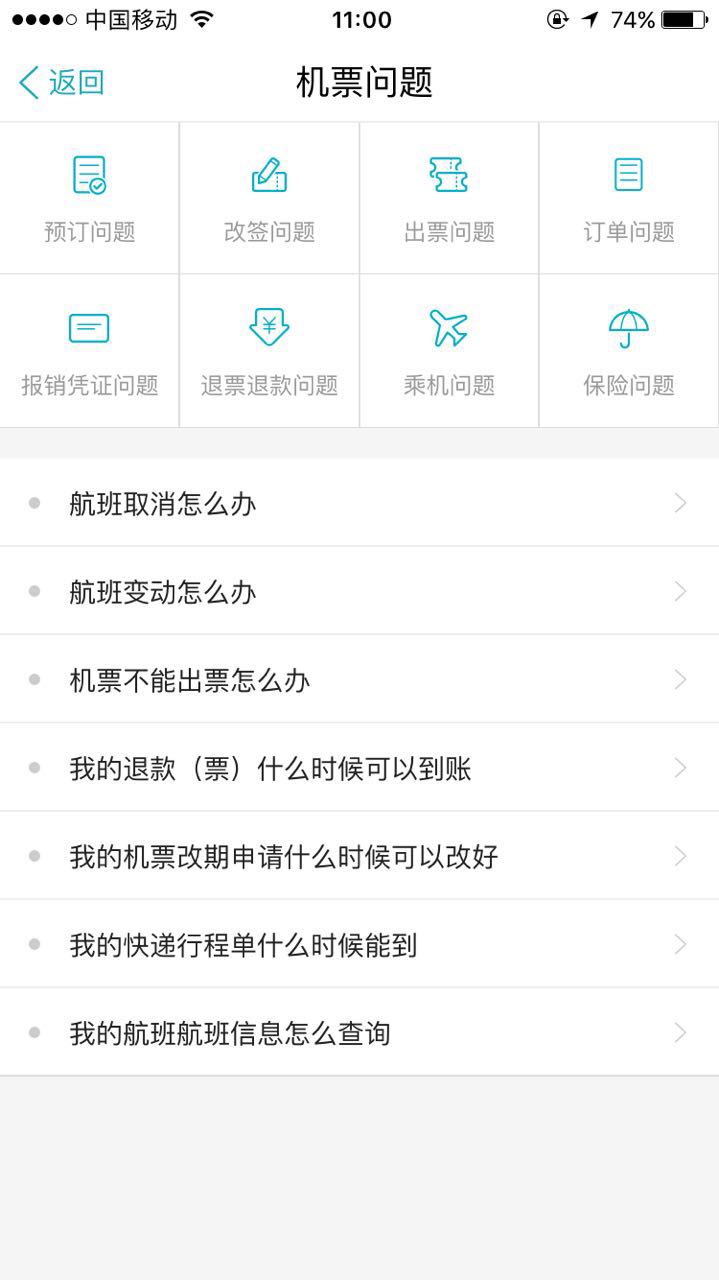 中国移动 11:00 74%
返回 机票问题
预订问题 改签问题 出票问题 订单问题
¥
报销凭证问题 退票退款问题 乘机问题 保险问题
航班取消怎么办
航班变动怎么办
机票不能出票怎么办
我的退款（票）什么时候可以到账
我的机票改期申请什么时候可以改好
我的快递行程单什么时候能到
我的航班航班信息怎么查询